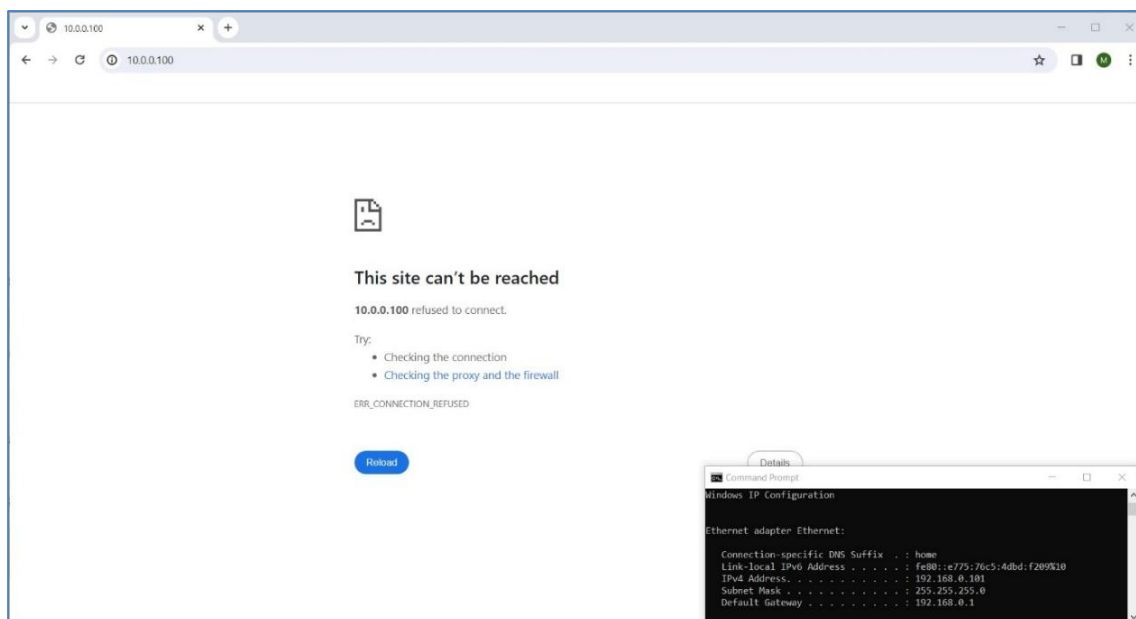 10.0.0.100
10.0.0.100
M
This site can't be reached
10.0.0.100 refused to connect.
Try:
• Checking the connection
• Checking the proxy and the firewall
ERR_CONNECTION_REFUSED
Reload
Details
Command Prompt
Windows IP Configuration
Ethernet adapter Ethernet:
Connection-specific DNS Suffix . : home
Link-local IPv6 Address . . . . . : fe80::e775:76c5:4dbd:f209%10
IPv4 Address. . . . . . . . . . . : 192.168.0.101
Subnet Mask . . . . . . . . . . . : 255.255.255.0
Default Gateway . . . . . . . . . : 192.168.0.1